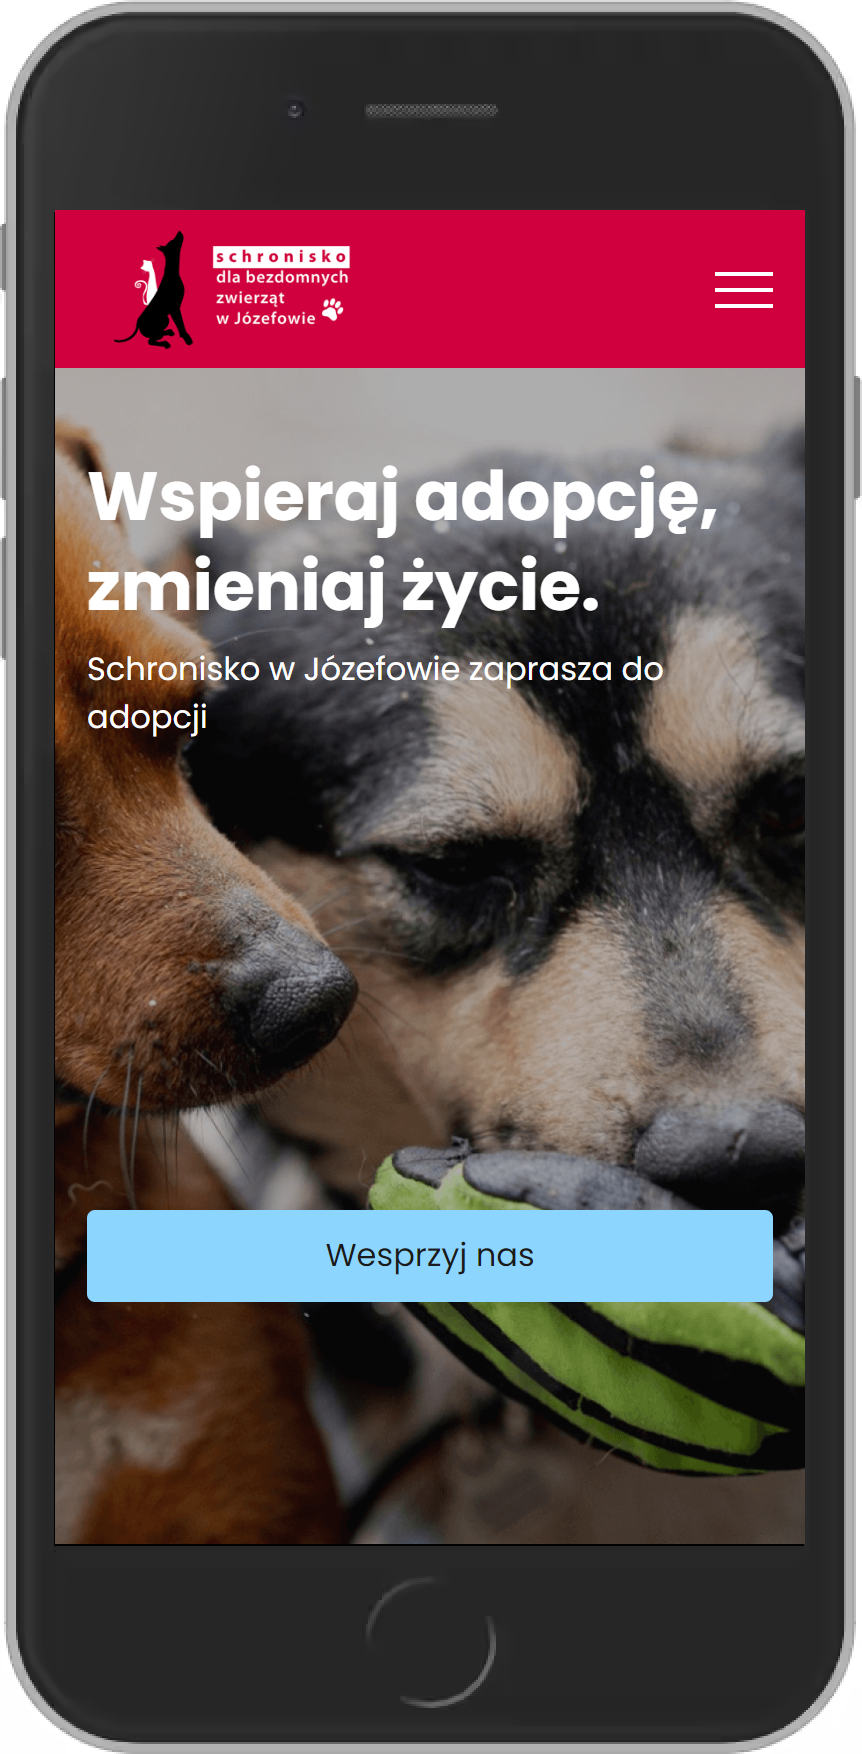 schronisko
dla bezdomnych
zwierząt
w Józefowie
Wspieraj adopcję,
zmieniaj życie.
Schronisko w Józefowie zaprasza do
adopcji
Wesprzyj nas